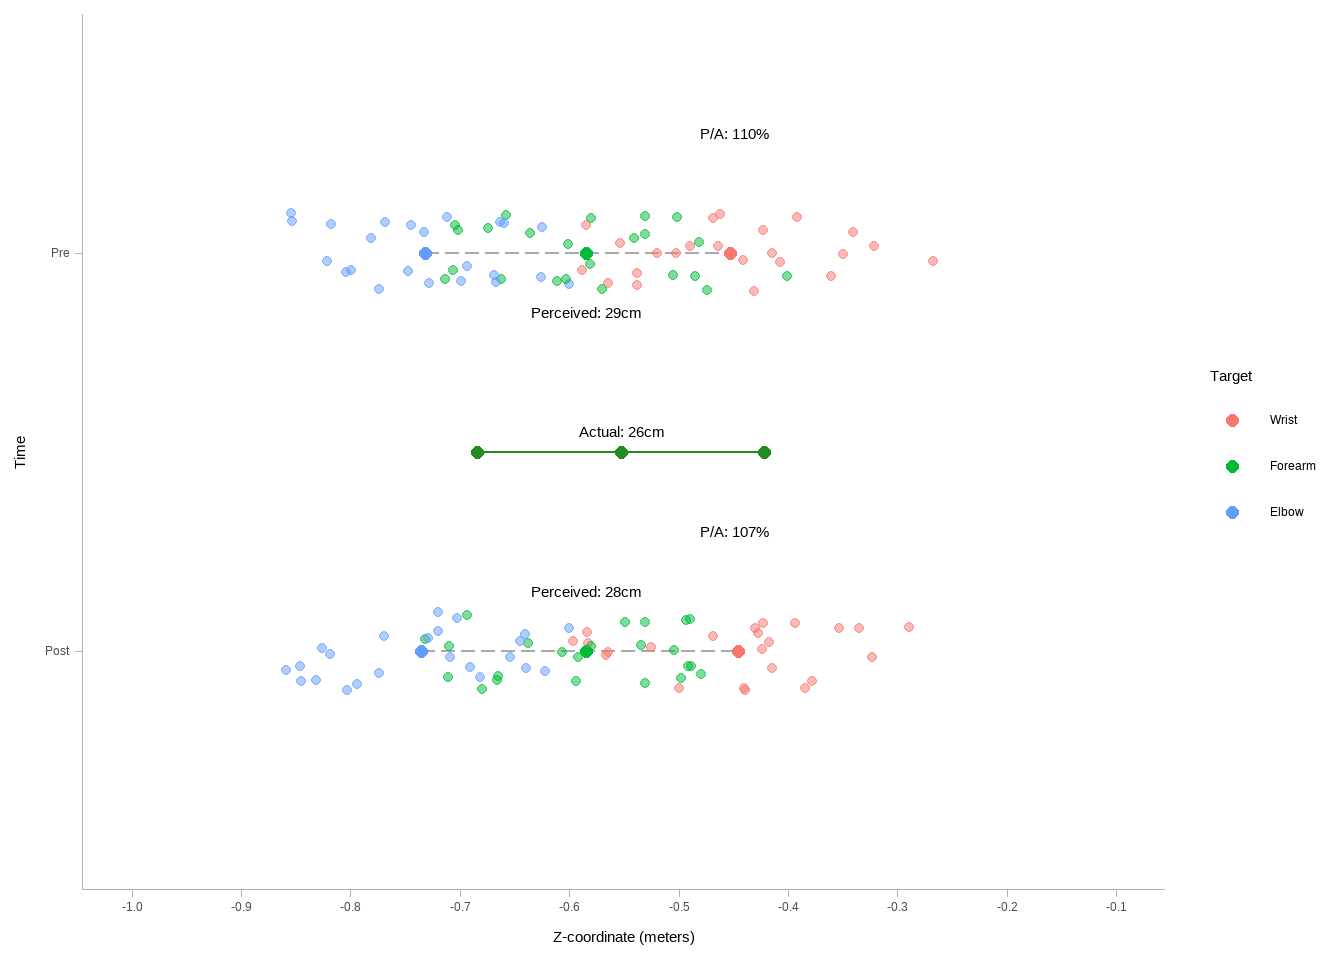 P/A: 110%
Pre
Perceived: 29cm
Target
Wrist
Forearm
Elbow
Actual: 26cm
Time
P/A: 107%
Perceived: 28cm
Post
-1.0 -0.9 -0.8 -0.7 -0.6 -0.5 -0.4 -0.3 -0.2 -0.1
Z-coordinate (meters)